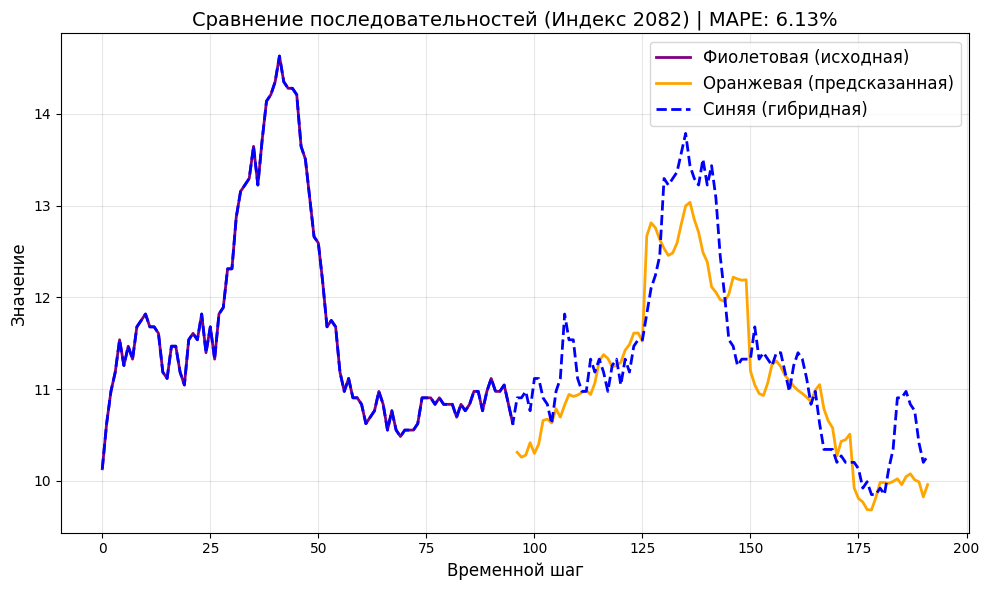 Сравнение последовательностей (Индекс 2082) | MAPE: 6.13%
Фиолетовая (исходная)
Оранжевая (предсказанная)
Синяя (гибридная)
Значение
14
13
12
11
10
0 25 50 75 100 125 150 175 200
Временной шаг